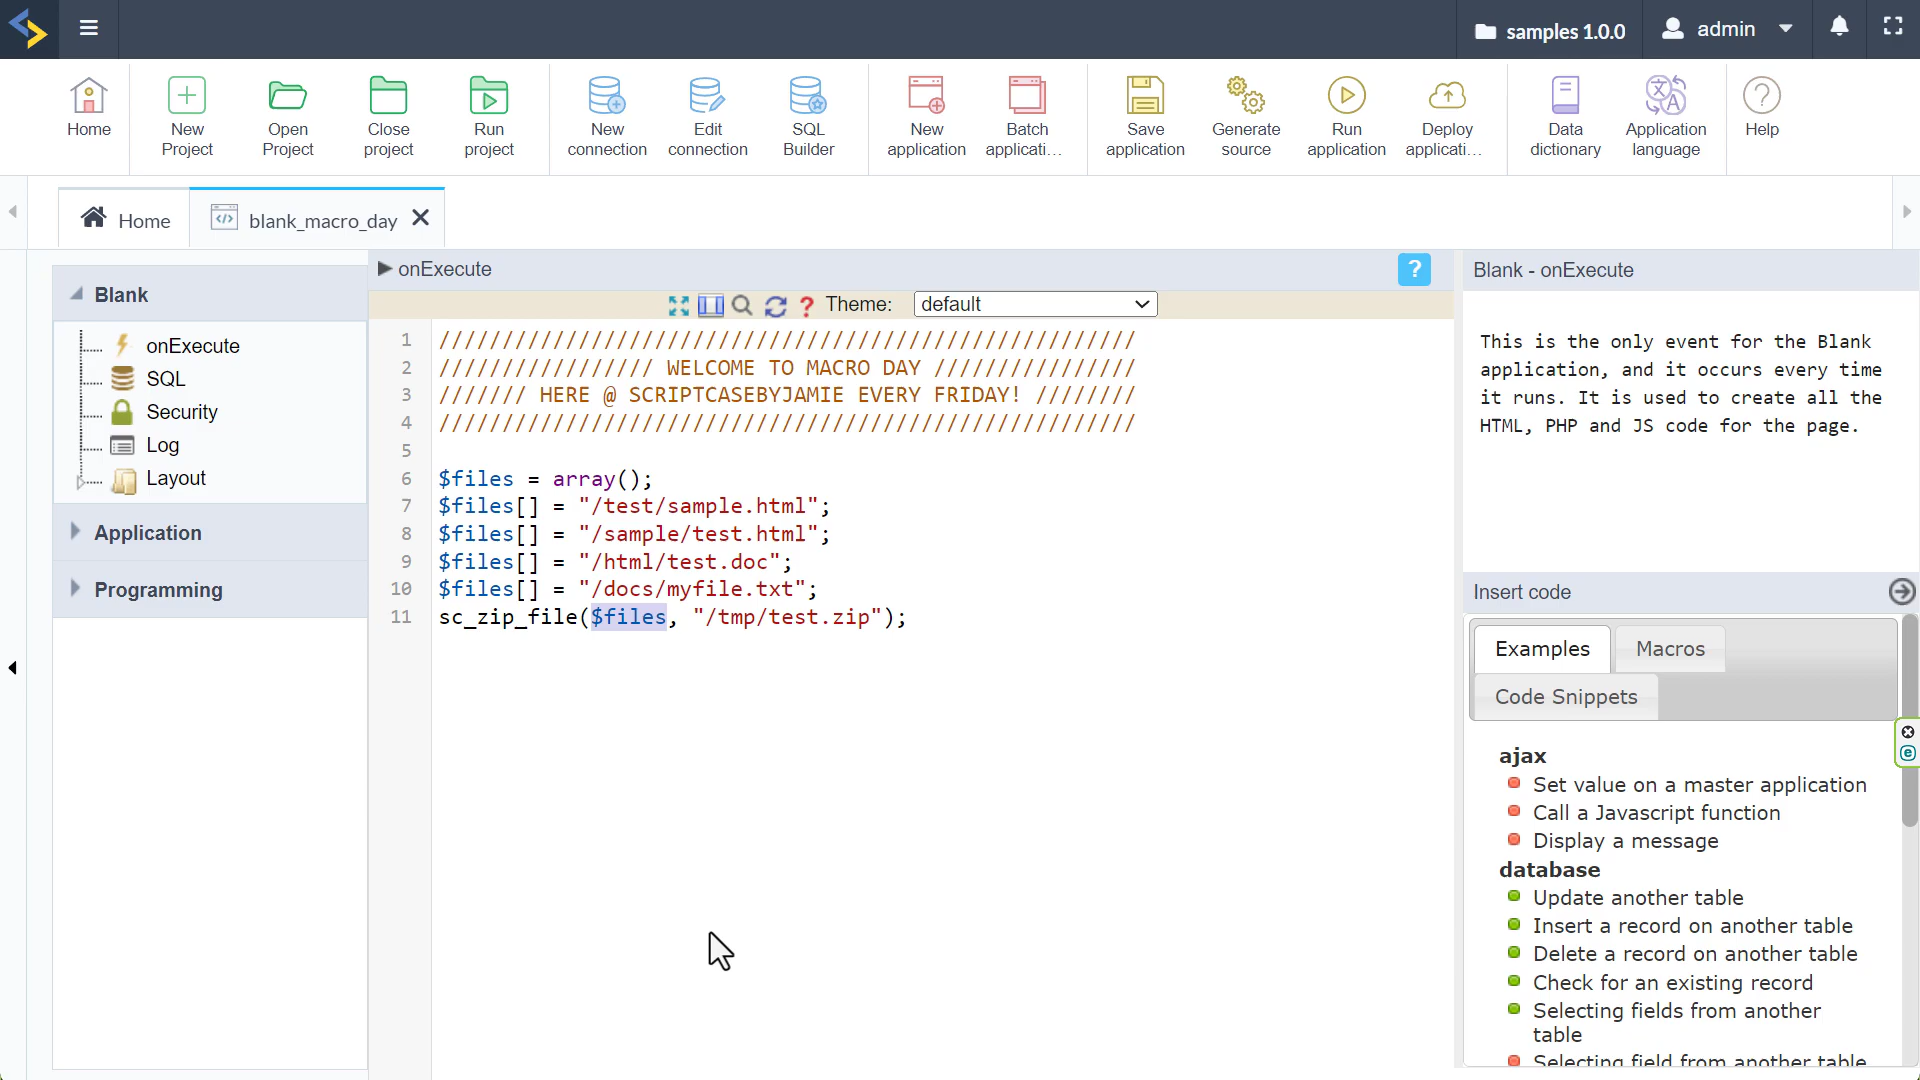 samples 1.0.0
admin
Home
New Project
Open Project
Close project
Run project
New connection
Edit connection
SQL Builder
New application
Batch applicati...
Save application
Generate source
Run application
Deploy applicati...
Data dictionary
Application language
Help
Home
blank_macro_day
Blank
onExecute
SQL
Security
Log
Layout
Application
Programming
onExecute
?
Theme:
default
1 ///////////////////////////////////////////////////////
2 ///////////////// WELCOME TO MACRO DAY ////////////////
3 /////// HERE @ SCRIPTCASEBYJAMIE EVERY FRIDAY! ////////
4 ///////////////////////////////////////////////////////
5
6 $files = array();
7 $files[] = "/test/sample.html";
8 $files[] = "/sample/test.html";
9 $files[] = "/html/test.doc";
10 $files[] = "/docs/myfile.txt";
11 sc_zip_file($files, "/tmp/test.zip");
Blank - onExecute
This is the only event for the Blank
application, and it occurs every time
it runs. It is used to create all the
HTML, PHP and JS code for the page.
Insert code
Examples
Macros
Code Snippets
ajax
Set value on a master application
Call a Javascript function
Display a message
database
Update another table
Insert a record on another table
Delete a record on another table
Check for an existing record
Selecting fields from another
table
Selecting field from another table